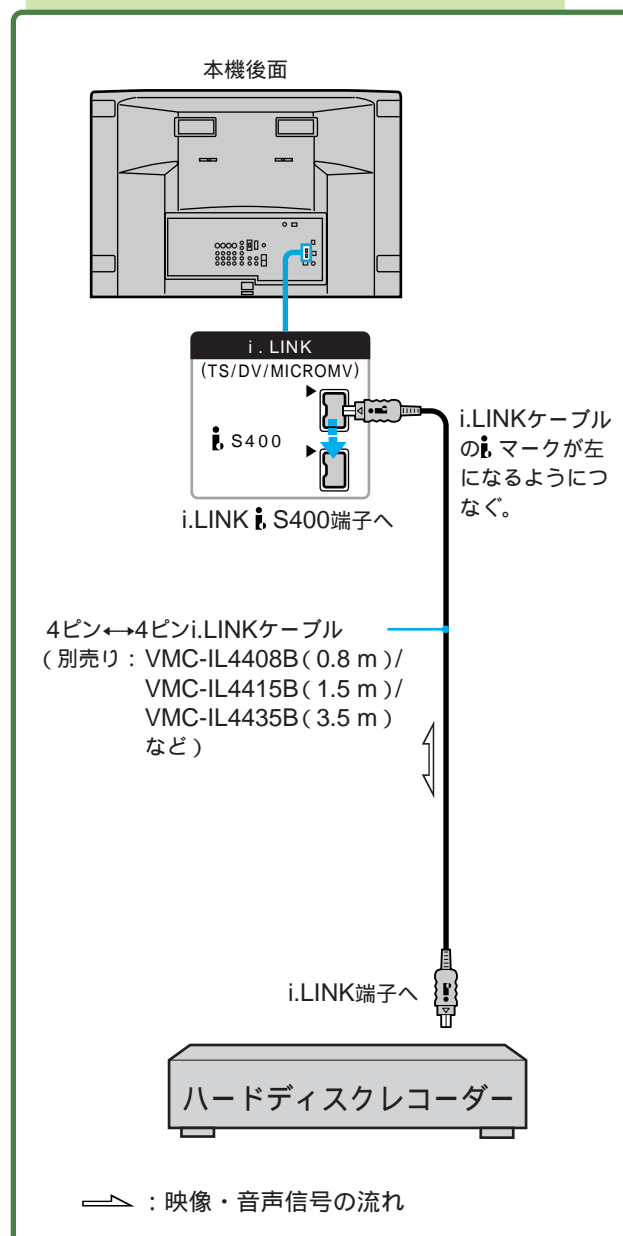 本機後面
i.LINK
(TS/DV/MICROMV)
i S400
i.LINK i S400端子へ
i.LINKケーブル
のi マークが左
になるようにつ
なぐ。
4ピン←→4ピンi.LINKケーブル
(別売り:VMC-IL4408B(0.8 m)/
VMC-IL4415B(1.5 m)/
VMC-IL4435B(3.5 m)
など)
i.LINK端子へ
ハードディスクレコーダー
:映像・音声信号の流れ